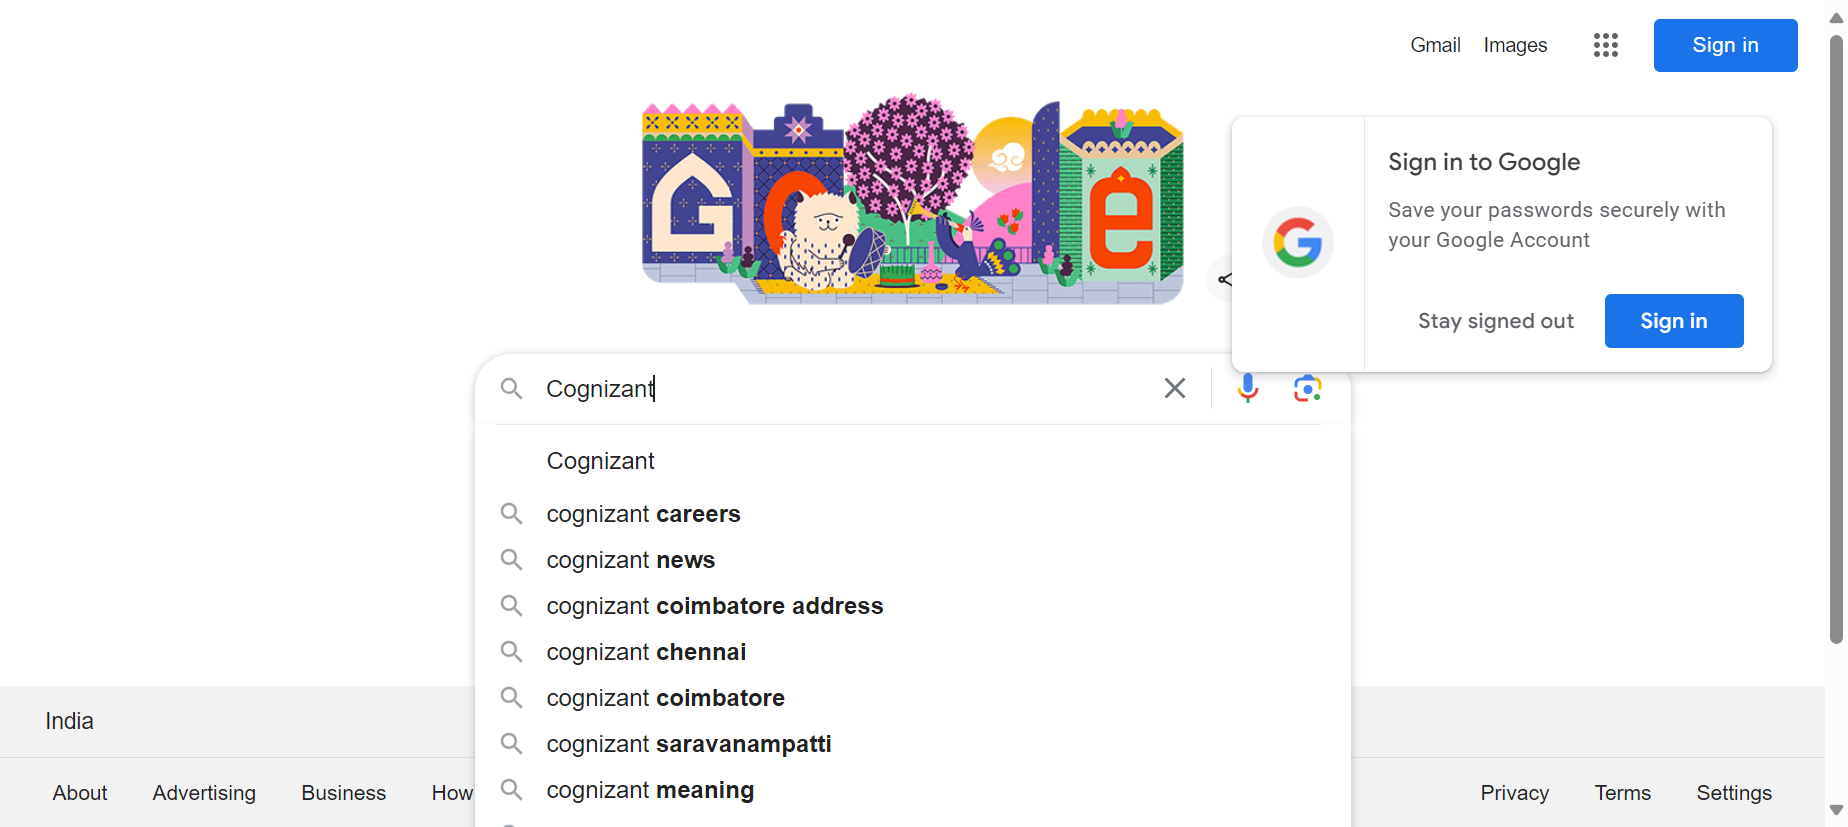 Gmail Images Sign in
Sign in to Google
Save your passwords securely with
your Google Account
Stay signed out Sign in
Cognizant
Cognizant
cognizant careers
cognizant news
cognizant coimbatore address
cognizant chennai
cognizant coimbatore
cognizant saravanampatti
cognizant meaning
India
About Advertising Business How
Privacy Terms Settings